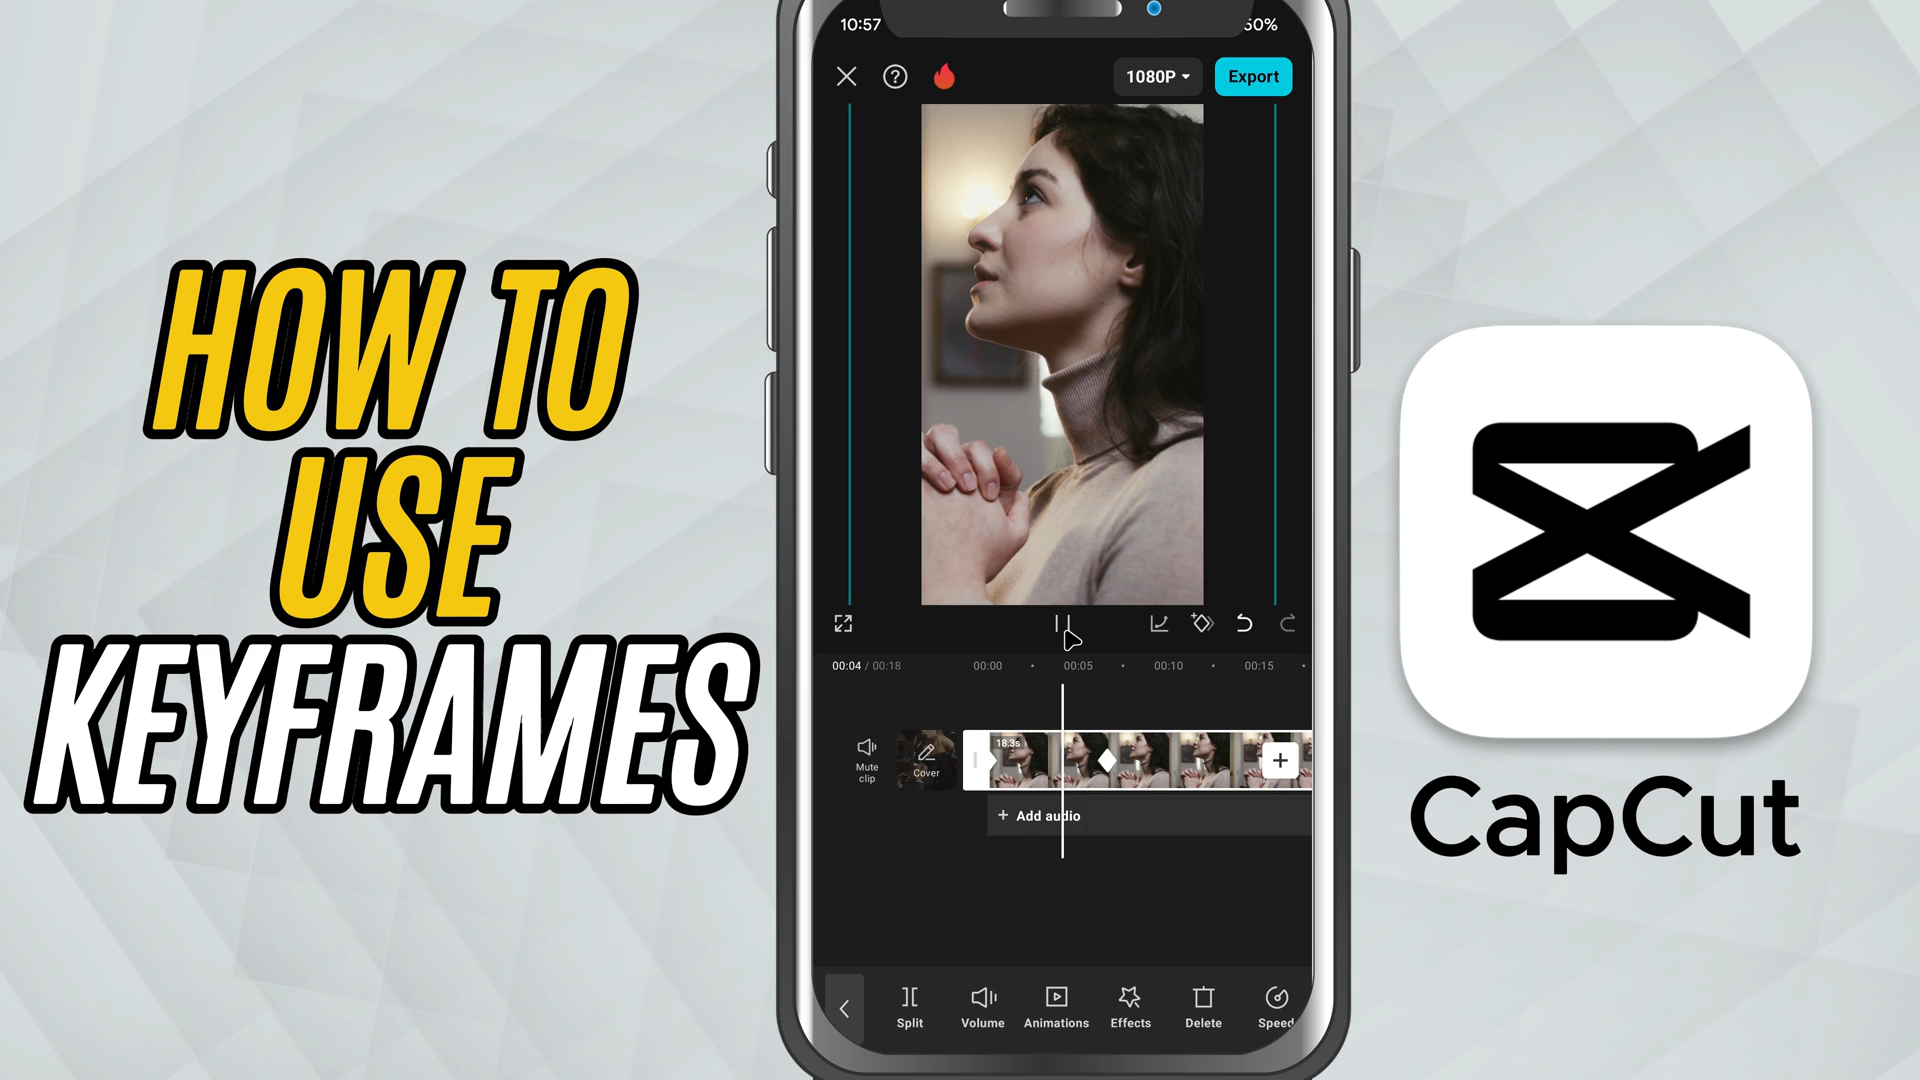 HOW TO
USE
KEYFRAMES
10:57
50%
1080P
Export
00:04 / 00:18
00:00
00:05
00:10
00:15
18.3s
Mute
clip
Cover
+ Add audio
Split
Volume
Animations
Effects
Delete
Speed
CapCut